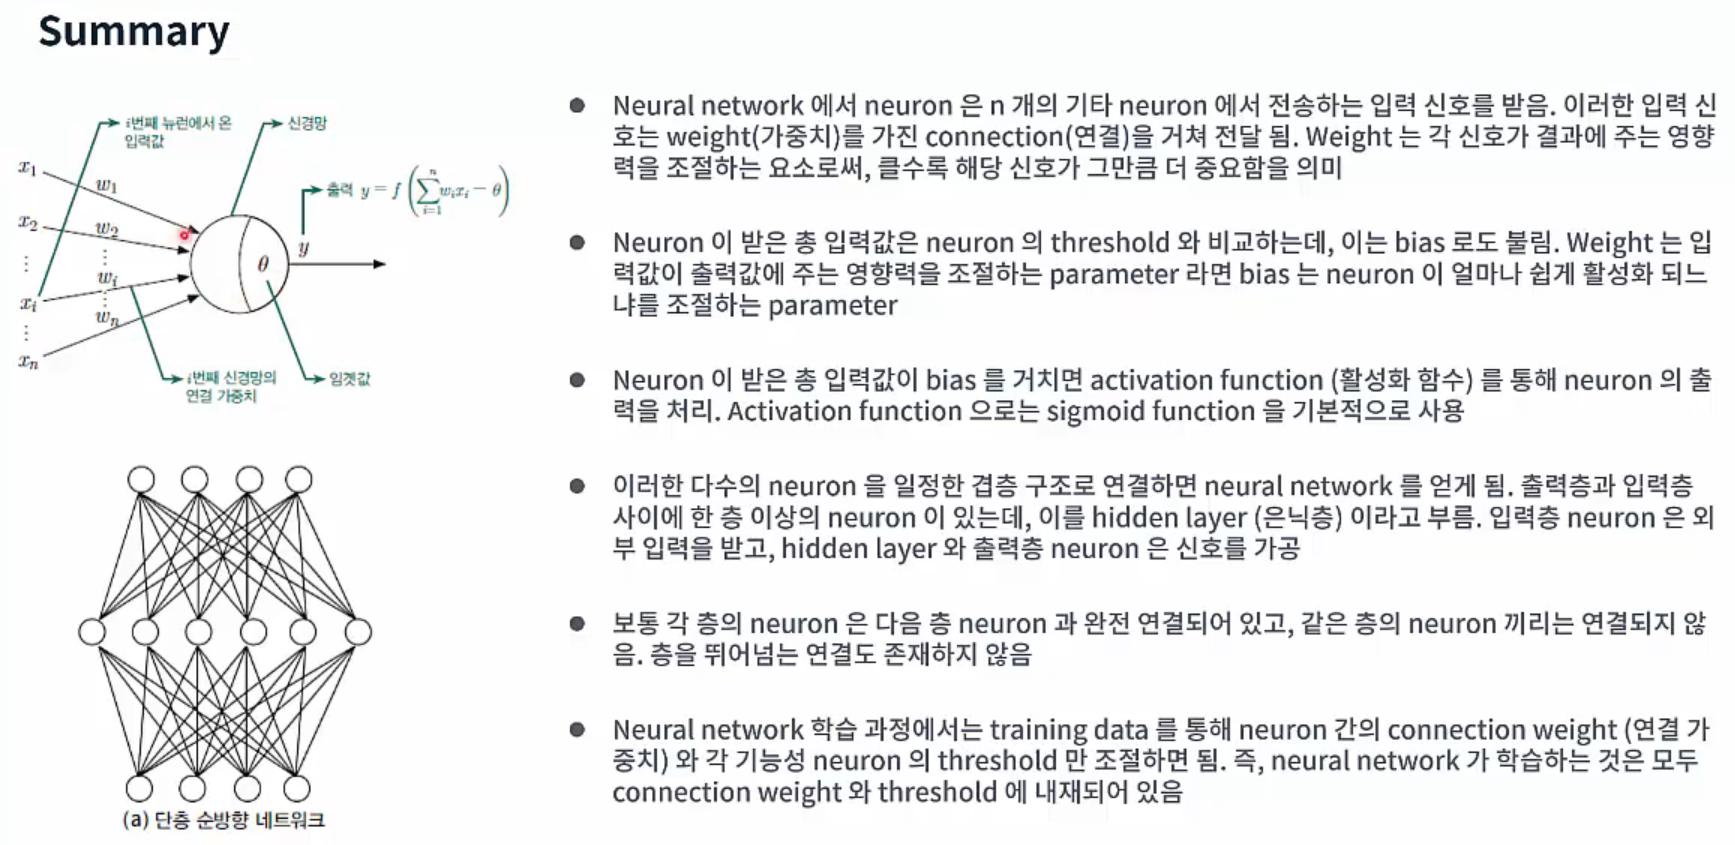 Summary
i번째 뉴런에서 온
입력값
신경망
출력 y = f(∑_{i=1}^{n} w_i x_i − θ)
x_1
w_1
x_2
w_2
⋮
⋮
w_i
x_i
⋮
⋮
w_n
x_n
θ
y
i번째 신경망의
연결 가중치
임곗값
(a) 단층 순방향 네트워크
● Neural network 에서 neuron 은 n 개의 기타 neuron 에서 전송하는 입력 신호를 받음. 이러한 입력 신
호는 weight(가중치)를 가진 connection(연결)을 거쳐 전달 됨. Weight 는 각 신호가 결과에 주는 영향
력을 조절하는 요소로써, 클수록 해당 신호가 그만큼 더 중요함을 의미
● Neuron 이 받은 총 입력값은 neuron 의 threshold 와 비교하는데, 이는 bias 로도 불림. Weight 는 입
력값이 출력값에 주는 영향력을 조절하는 parameter 라면 bias 는 neuron 이 얼마나 쉽게 활성화 되느
냐를 조절하는 parameter
● Neuron 이 받은 총 입력값이 bias 를 거치면 activation function (활성화 함수) 를 통해 neuron 의 출
력을 처리. Activation function 으로는 sigmoid function 을 기본적으로 사용
● 이러한 다수의 neuron 을 일정한 겹층 구조로 연결하면 neural network 를 얻게 됨. 출력층과 입력층
사이에 한 층 이상의 neuron 이 있는데, 이를 hidden layer (은닉층) 이라고 부름. 입력층 neuron 은 외
부 입력을 받고, hidden layer 와 출력층 neuron 은 신호를 가공
● 보통 각 층의 neuron 은 다음 층 neuron 과 완전 연결되어 있고, 같은 층의 neuron 끼리는 연결되지 않
음. 층을 뛰어넘는 연결도 존재하지 않음
● Neural network 학습 과정에서는 training data 를 통해 neuron 간의 connection weight (연결 가
중치) 와 각 기능성 neuron 의 threshold 만 조절하면 됨. 즉, neural network 가 학습하는 것은 모두
connection weight 와 threshold 에 내재되어 있음